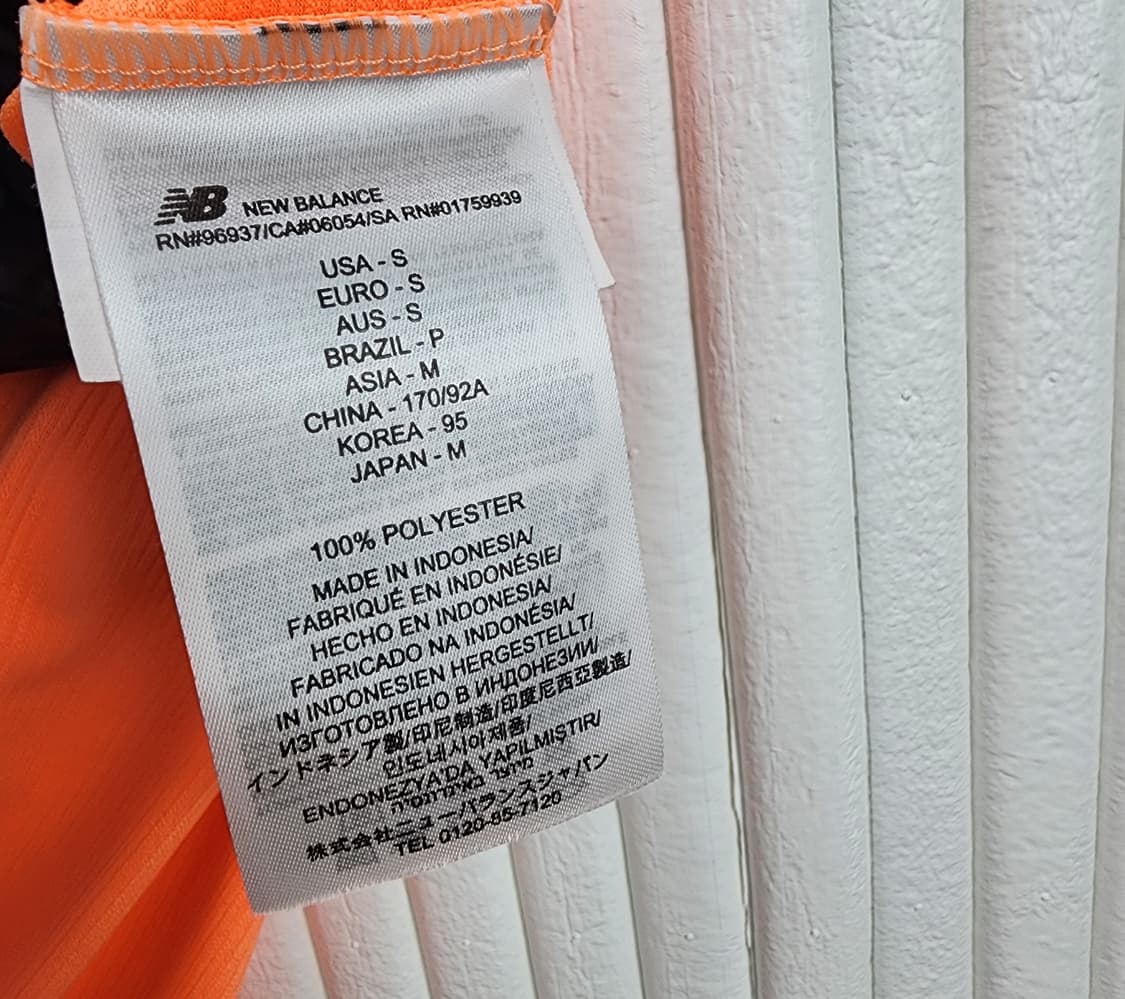 NB NEW BALANCE
RN#96937/CA#06054/SA RN#01759939
USA - S
EURO - S
AUS - S
BRAZIL - P
ASIA - M
CHINA - 170/92A
KOREA - 95
JAPAN - M
100% POLYESTER
MADE IN INDONESIA/
FABRIQUÉ EN INDONÉSIE/
HECHO EN INDONESIA/
FABRICADO NA INDONÉSIA/
IN INDONESIEN HERGESTELLT/
ИЗГОТОВЛЕНО В ИНДОНЕЗИИ/
インドネシア製/印尼制造/印度尼西亞製造/
인도네시아제품/
ENDONEZYA'DA YAPILMIŞTIR/
מיוצר באינדונסיה
株式会社ニューバランスジャパン
TEL 0120-85-7120